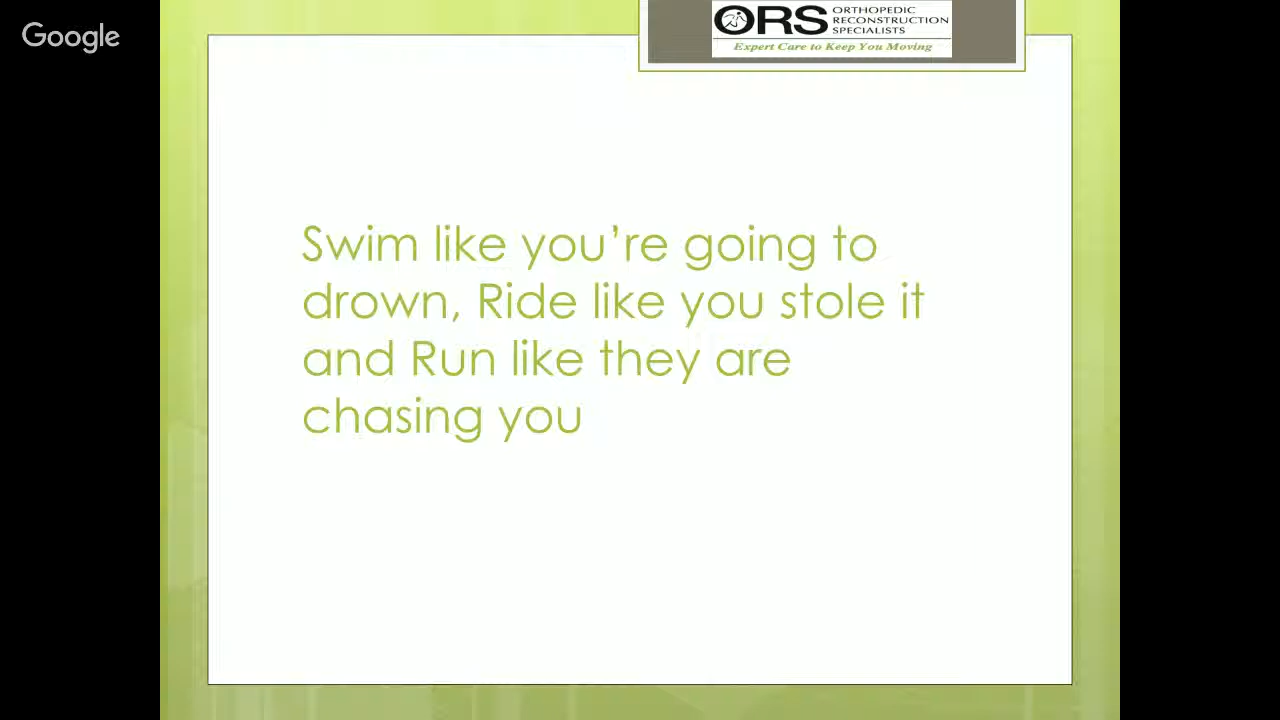 Google
ORS ORTHOPEDIC
RECONSTRUCTION
SPECIALISTS
Expert Care to Keep You Moving
Swim like you’re going to
drown, Ride like you stole it
and Run like they are
chasing you